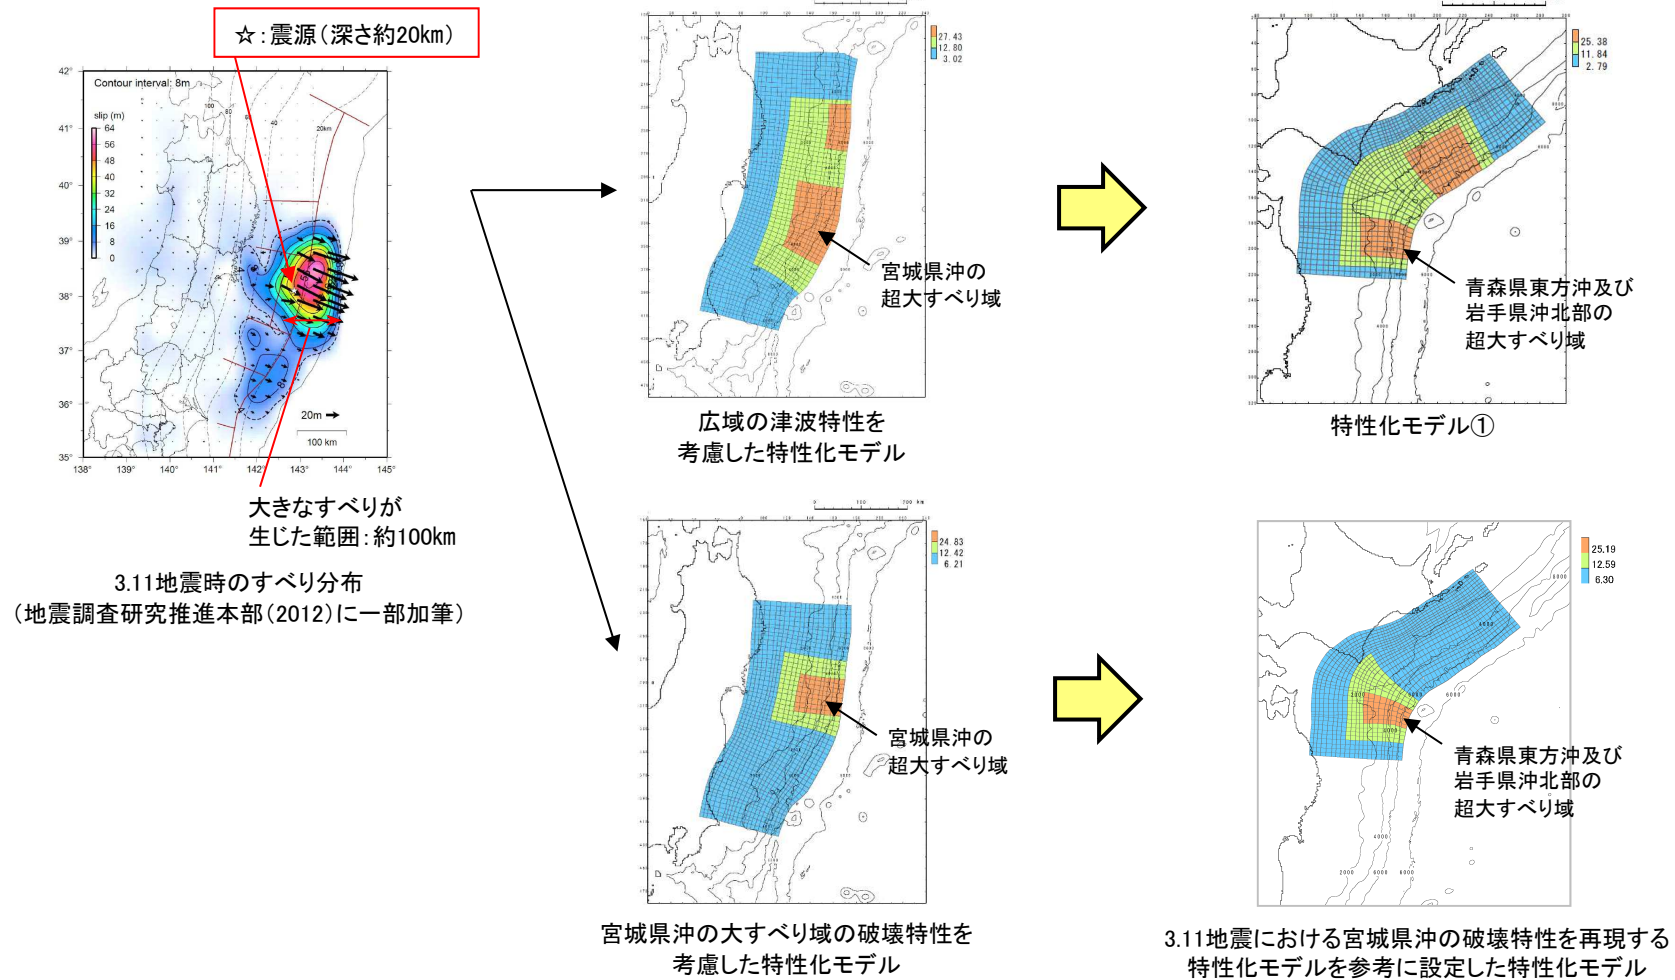 ☆:震源(深さ約20km)
Contour interval: 8m
slip (m)
64
56
48
40
32
24
16
8
0
42°
41°
40°
39°
38°
37°
36°
35°
138°
139°
140°
141°
142°
143°
144°
145°
100
80
40
20km
20m
100 km
大きなすべりが
生じた範囲:約100km
3.11地震時のすべり分布
(地震調査研究推進本部(2012)に一部加筆)
27.43
12.80
3.02
宮城県沖の
超大すべり域
広域の津波特性を
考慮した特性化モデル
25.38
11.84
2.79
青森県東方沖及び
岩手県沖北部の
超大すべり域
特性化モデル①
24.83
12.42
6.21
宮城県沖の
超大すべり域
宮城県沖の大すべり域の破壊特性を
考慮した特性化モデル
25.19
12.59
6.30
青森県東方沖及び
岩手県沖北部の
超大すべり域
3.11地震における宮城県沖の破壊特性を再現する
特性化モデルを参考に設定した特性化モデル